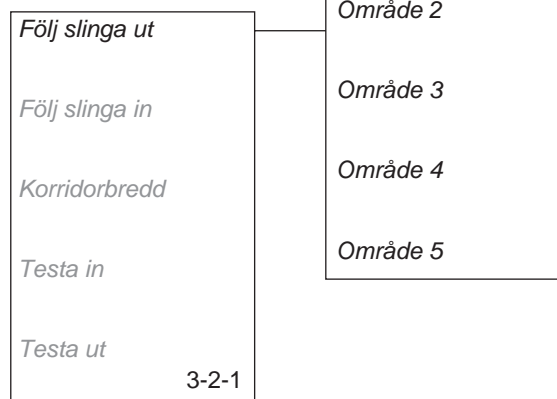 Följ slinga ut
Följ slinga in
Korridorbredd
Testa in
Testa ut
3-2-1
Område 2
Område 3
Område 4
Område 5